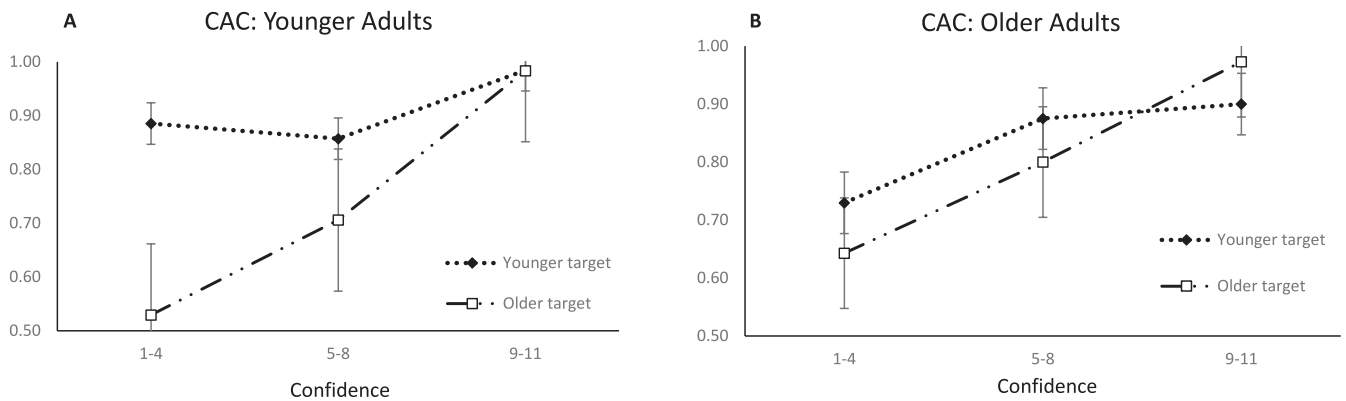 A
CAC: Younger Adults
1.00
0.90
0.80
0.70
0.60
0.50
Younger target
Older target
1-4
5-8
9-11
Confidence
B
CAC: Older Adults
1.00
0.90
0.80
0.70
0.60
0.50
Younger target
Older target
1-4
5-8
9-11
Confidence